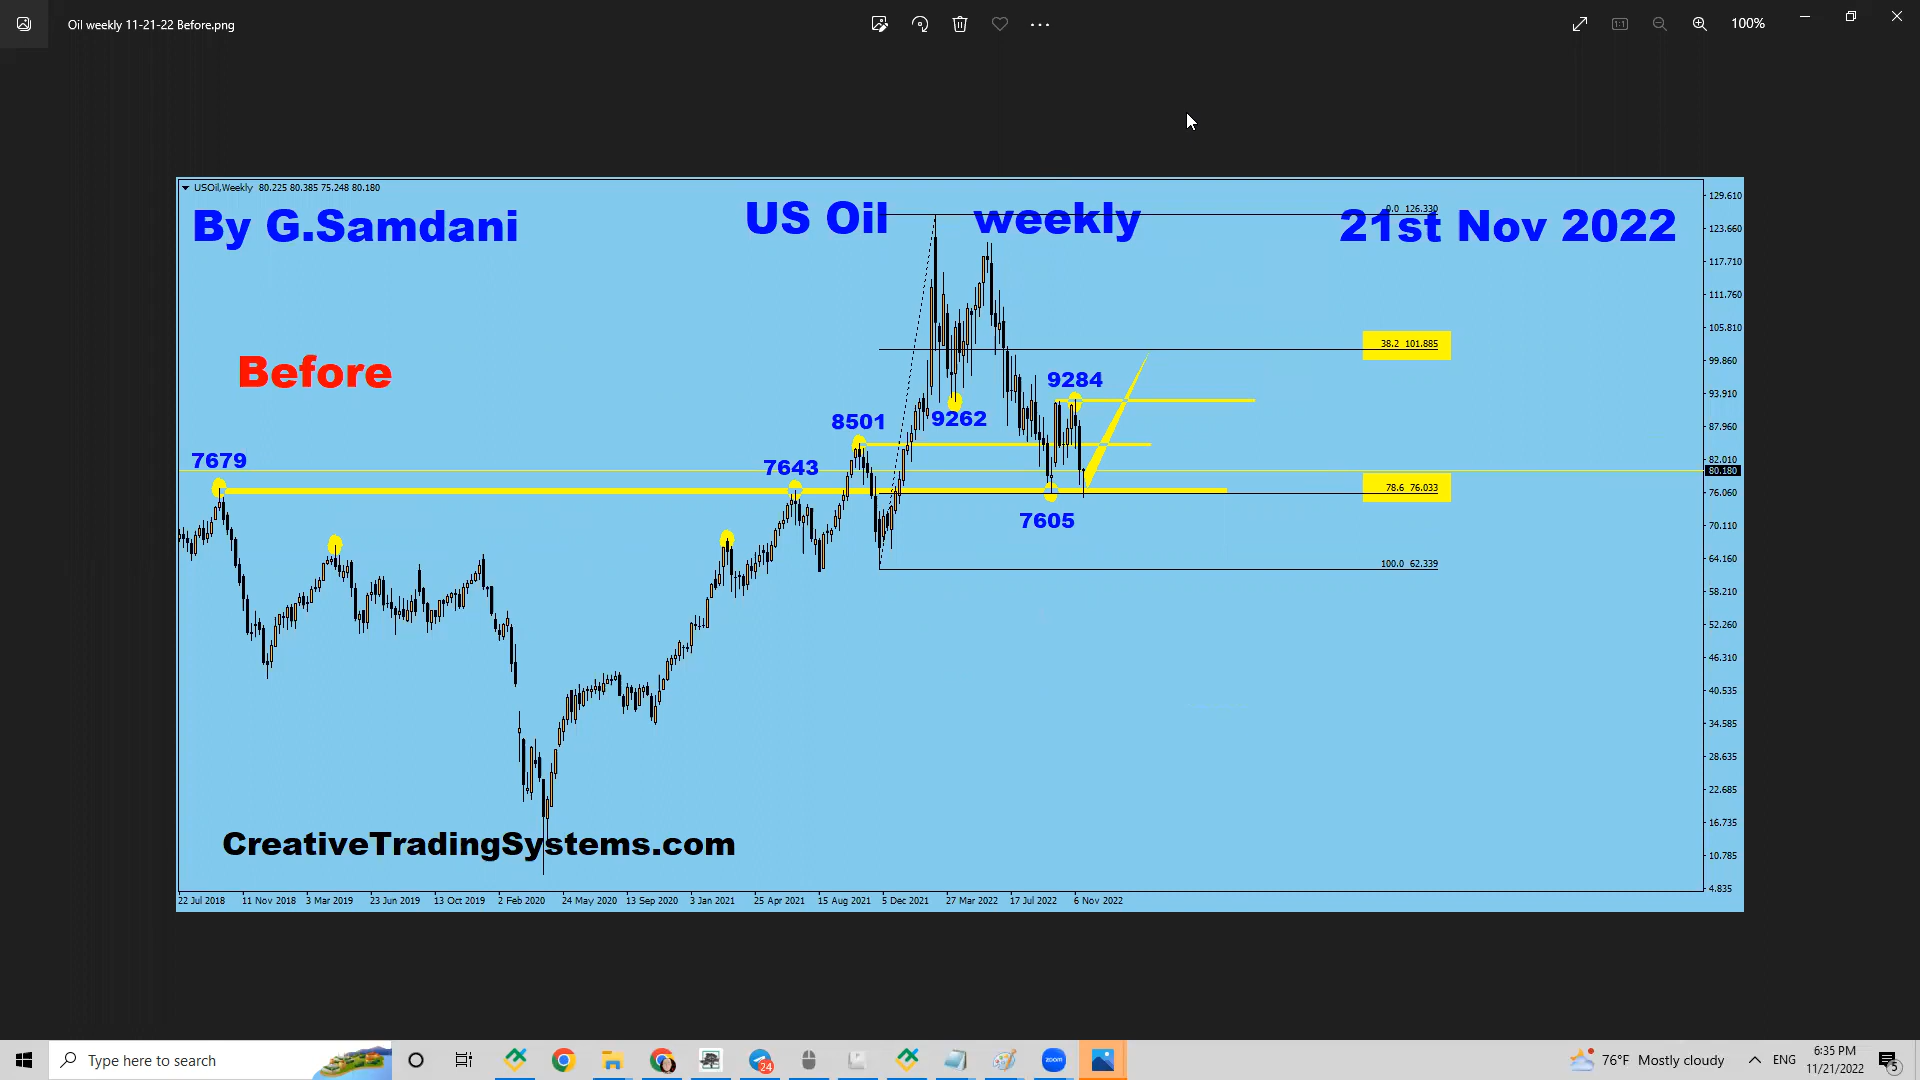 Oil weekly 11-21-22 Before.png
100%
USOil,Weekly 80.225 80.385 75.248 80.180
By G.Samdani
US Oil weekly
21st Nov 2022
0.0 126.330
Before
38.2 101.885
9284
8501
9262
7679
7643
78.6 76.033
7605
100.0 62.339
CreativeTradingSystems.com
129.610
123.660
117.710
111.760
105.810
99.860
93.910
87.960
82.010
80.180
76.060
70.110
64.160
58.210
52.260
46.310
40.535
34.585
28.635
22.685
16.735
10.785
4.835
22 Jul 2018 11 Nov 2018 3 Mar 2019 23 Jun 2019 13 Oct 2019 2 Feb 2020 24 May 2020 13 Sep 2020 3 Jan 2021 25 Apr 2021 15 Aug 2021 5 Dec 2021 27 Mar 2022 17 Jul 2022 6 Nov 2022
Type here to search
24
zoom
76°F Mostly cloudy
ENG
6:35 PM
11/21/2022
5